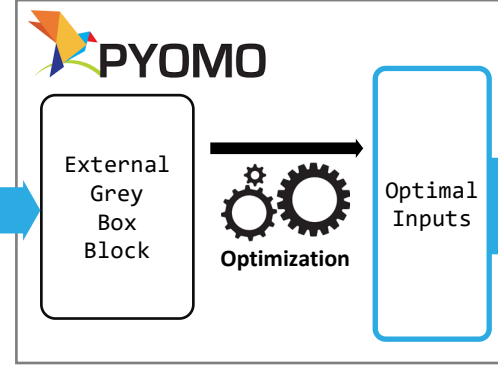 PYOMO
External
Grey
Box
Block
Optimization
Optimal
Inputs